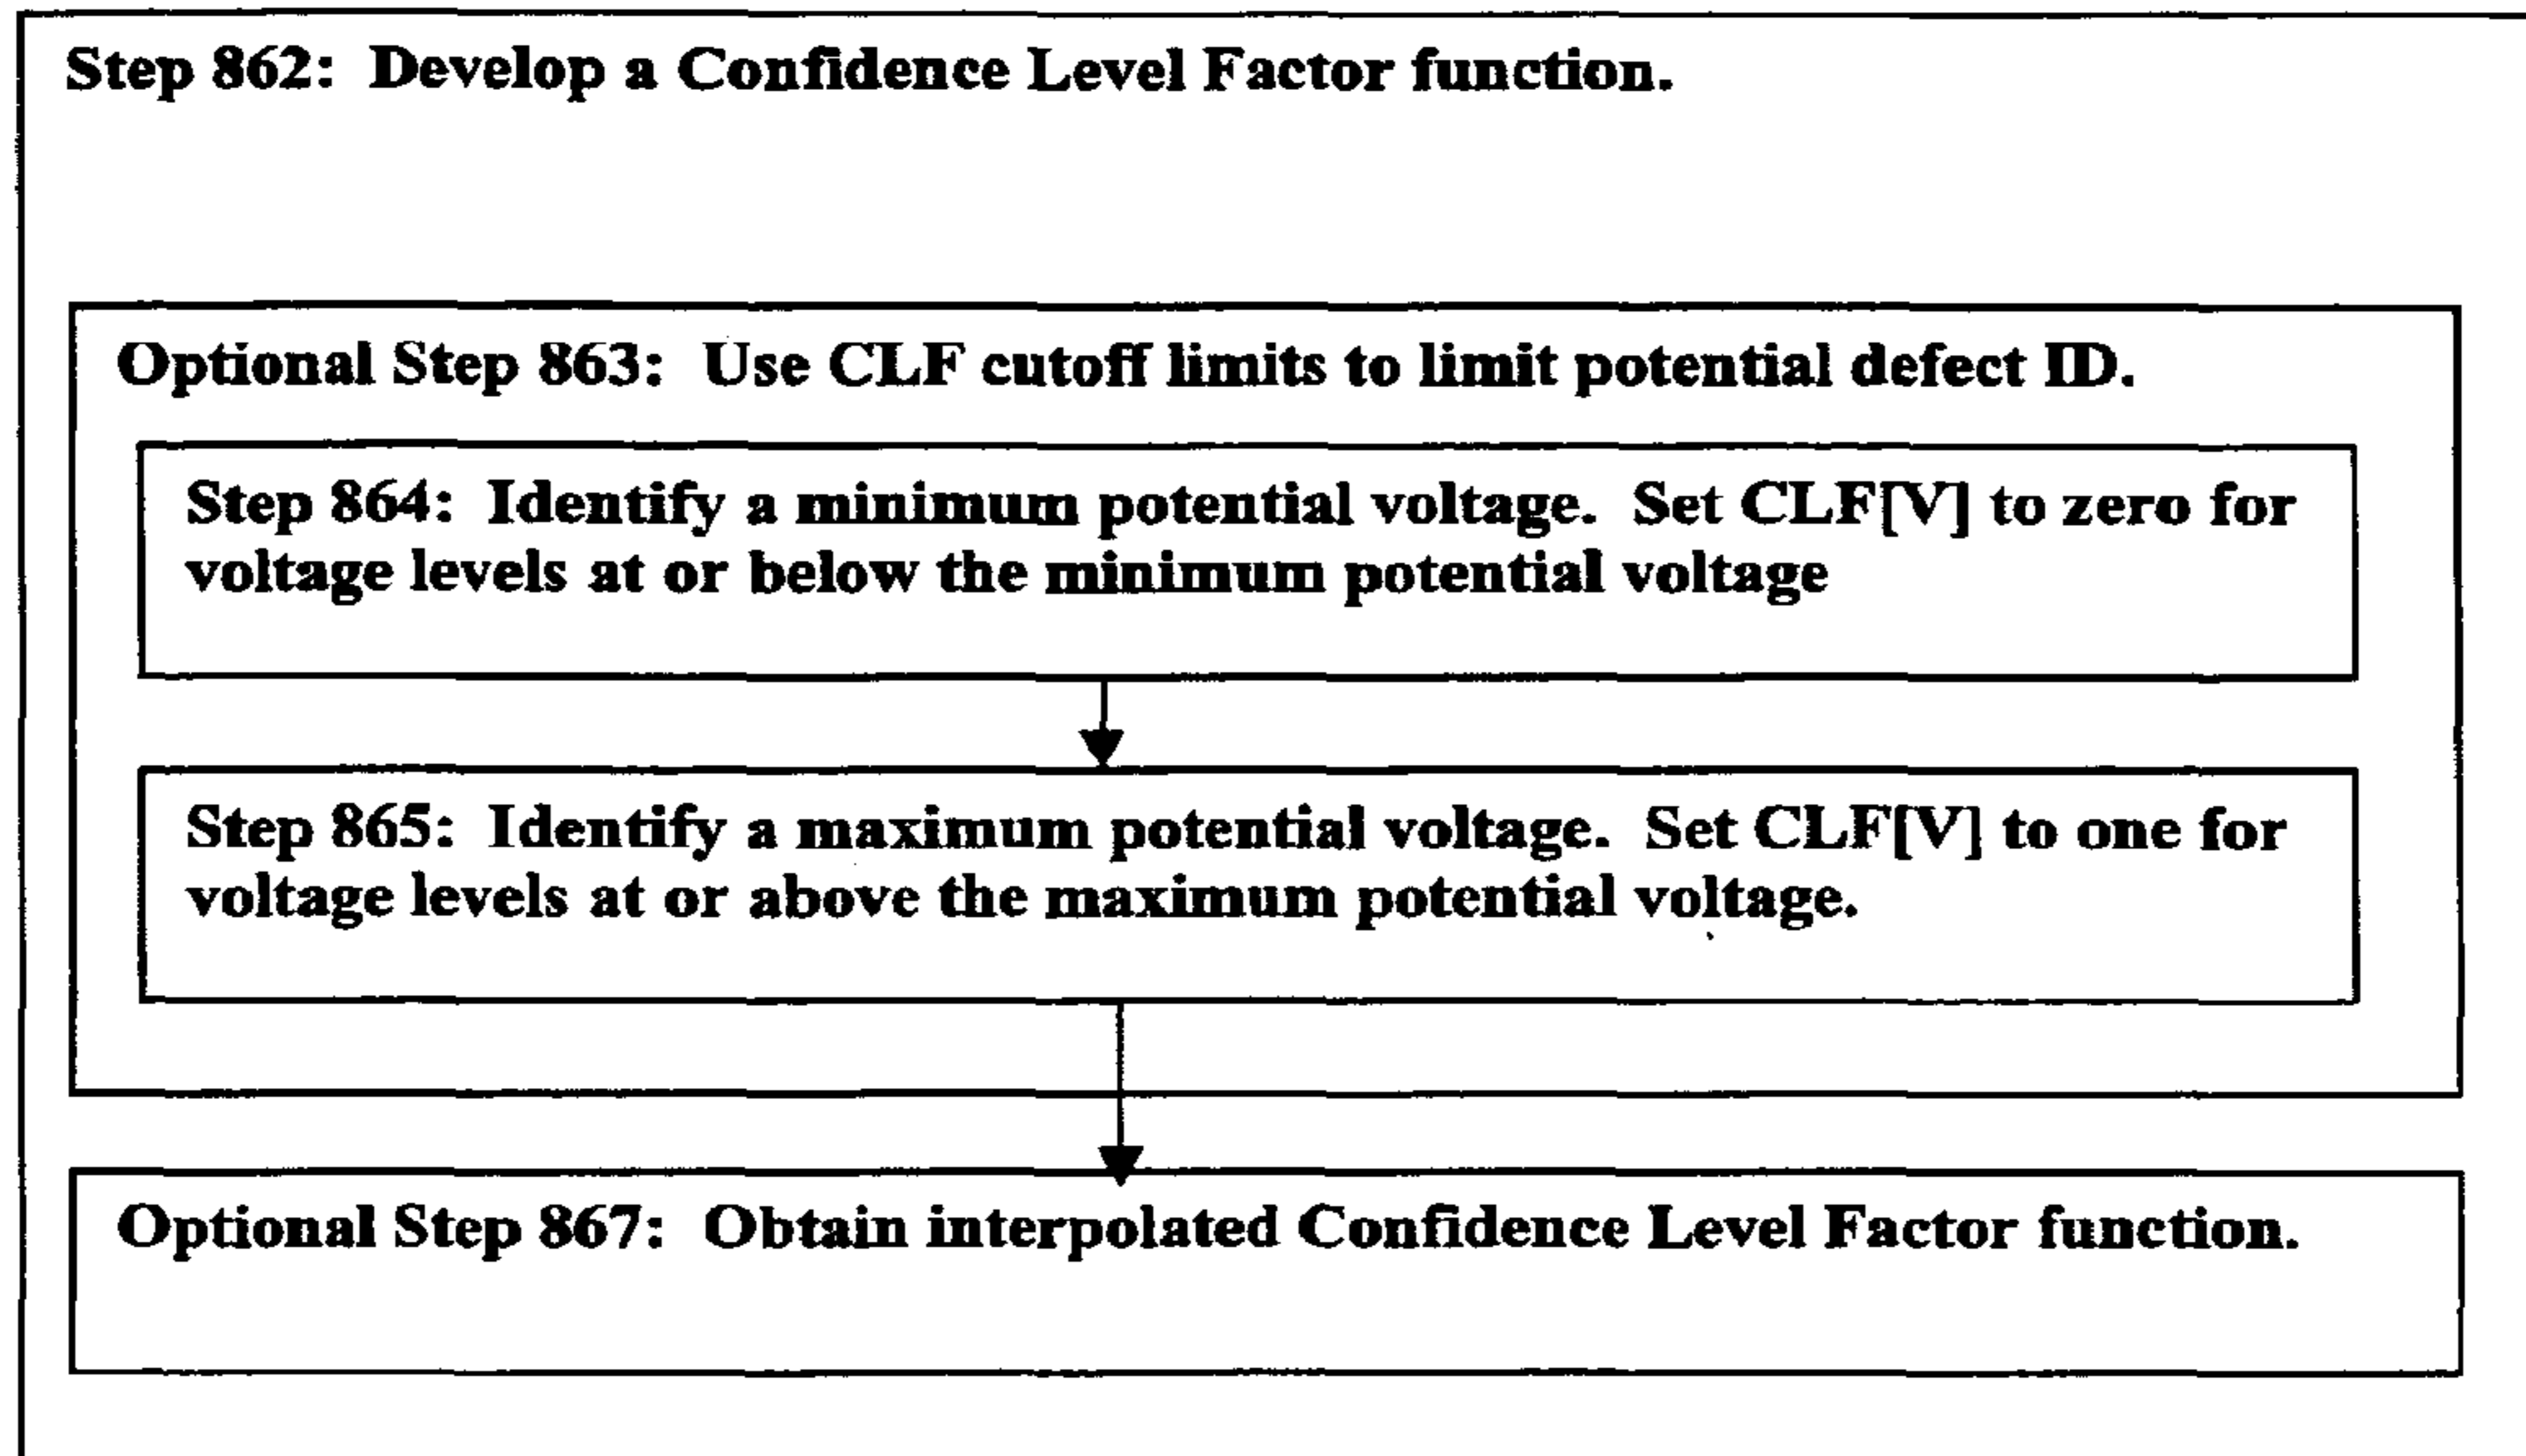 Step 862: Develop a Confidence Level Factor function.
Optional Step 863: Use CLF cutoff limits to limit potential defect ID.
Step 864: Identify a minimum potential voltage. Set CLF[V] to zero for
voltage levels at or below the minimum potential voltage
Step 865: Identify a maximum potential voltage. Set CLF[V] to one for
voltage levels at or above the maximum potential voltage.
Optional Step 867: Obtain interpolated Confidence Level Factor function.